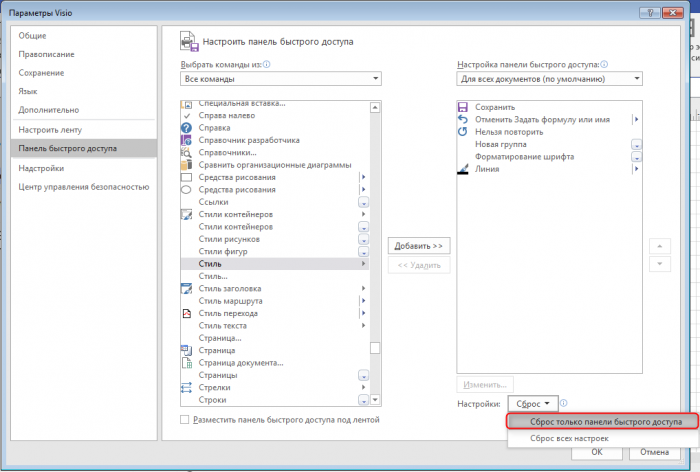 Параметры Visio
Общие
Правописание
Сохранение
Язык
Дополнительно
Настроить ленту
Панель быстрого доступа
Надстройки
Центр управления безопасностью
Настроить панель быстрого доступа
Выбрать команды из:
Все команды
Специальная вставка...
Справа налево
Справка
Справочник разработчика
Справочники...
Сравнить организационные диаграммы
Средства рисования
Средства рисования
Ссылки
Стили контейнеров
Стили контейнеров
Стили рисунков
Стили фигур
Стиль
Стиль...
Стиль заголовка
Стиль маршрута
Стиль перехода
Стиль текста
Страница...
Страница
Страница документа...
Страницы
Стрелки
Строки
Разместить панель быстрого доступа под лентой
Добавить >>
<< Удалить
Настройка панели быстрого доступа:
Для всех документов (по умолчанию)
Сохранить
Отменить Задать формулу или имя
Нельзя повторить
Новая группа
Форматирование шрифта
Линия
Изменить...
Настройки:
Сброс
Сброс только панели быстрого доступа
Сброс всех настроек
ОК
Отмена